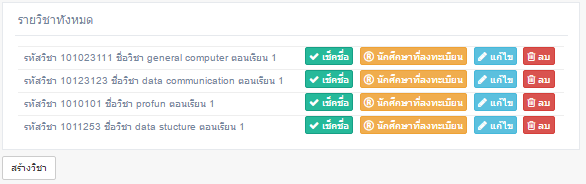 รายวิชาทั้งหมด
รหัสวิชา 101023111 ชื่อวิชา general computer ตอนเรียน 1 เช็คชื่อ ® นักศึกษาที่ลงทะเบียน แก้ไข ลบ
รหัสวิชา 10123123 ชื่อวิชา data communication ตอนเรียน 1 เช็คชื่อ ® นักศึกษาที่ลงทะเบียน แก้ไข ลบ
รหัสวิชา 1010101 ชื่อวิชา profun ตอนเรียน 1 เช็คชื่อ ® นักศึกษาที่ลงทะเบียน แก้ไข ลบ
รหัสวิชา 1011253 ชื่อวิชา data stucture ตอนเรียน 1 เช็คชื่อ ® นักศึกษาที่ลงทะเบียน แก้ไข ลบ
สร้างวิชา